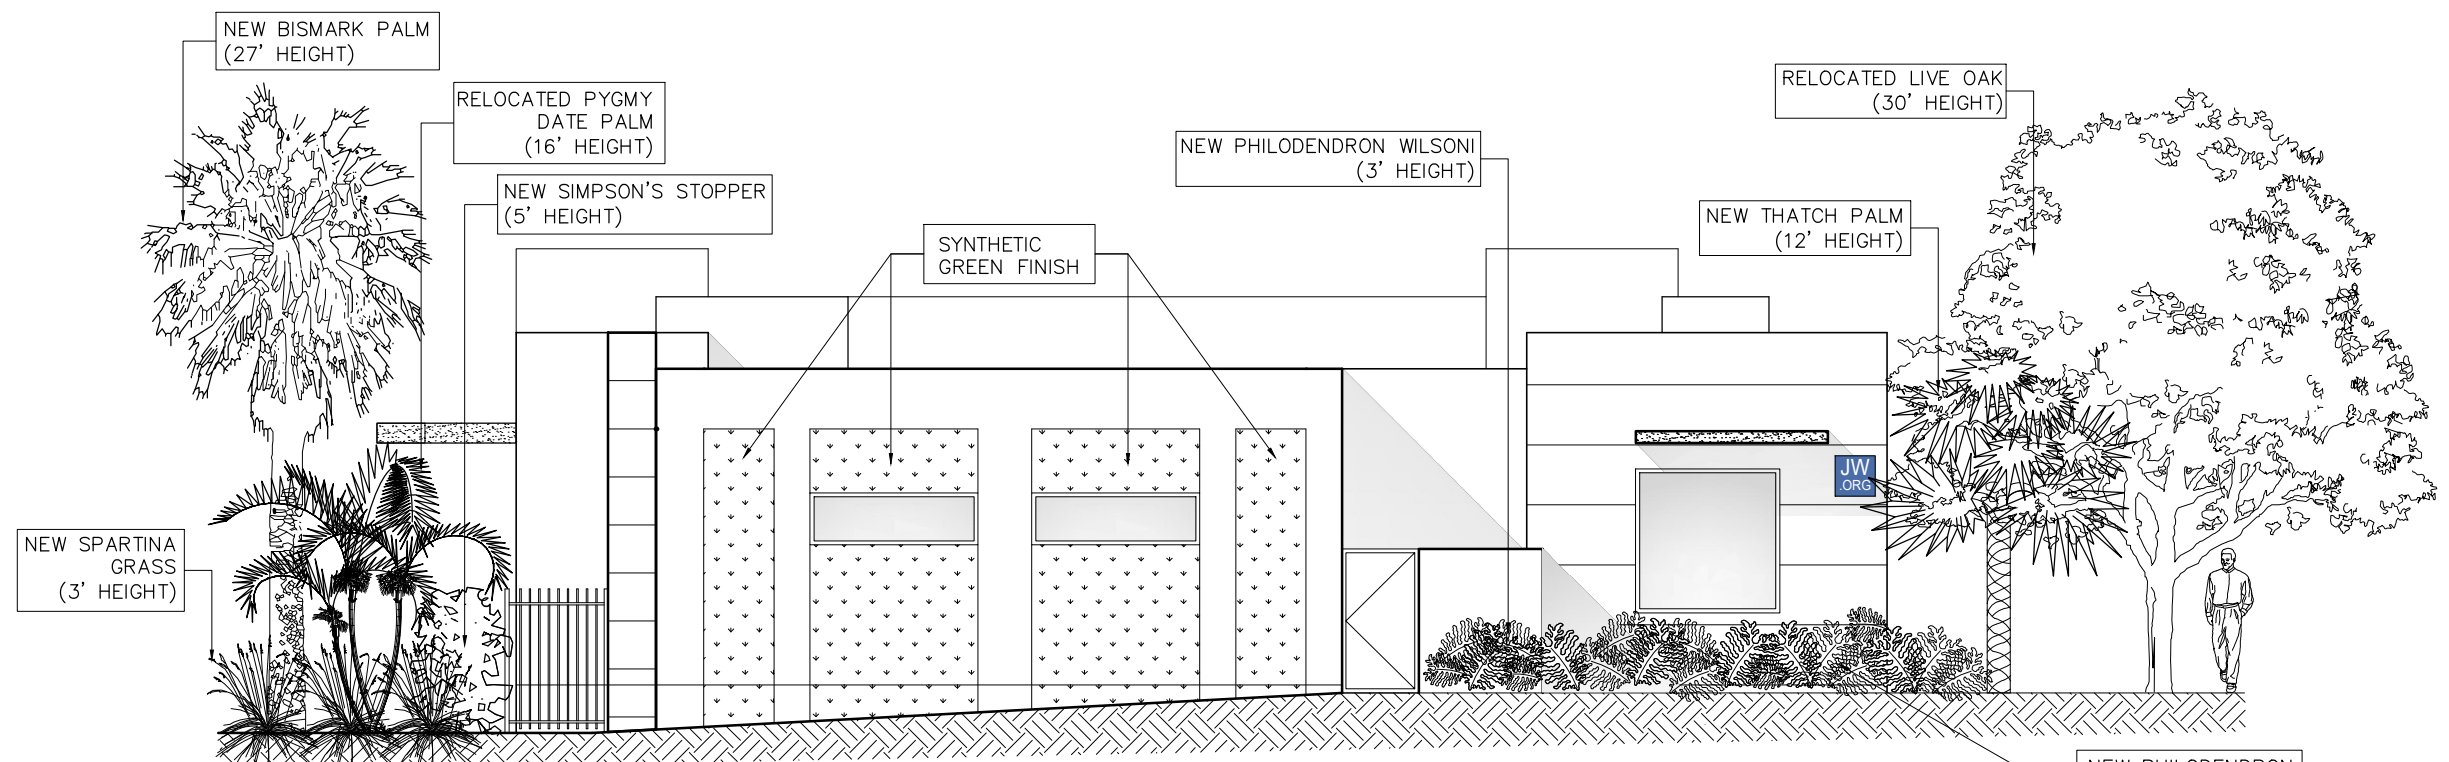 NEW BISMARK PALM
(27' HEIGHT)
RELOCATED PYGMY
DATE PALM
(16' HEIGHT)
NEW SIMPSON'S STOPPER
(5' HEIGHT)
SYNTHETIC
GREEN FINISH
NEW PHILODENDRON WILSONI
(3' HEIGHT)
RELOCATED LIVE OAK
(30' HEIGHT)
NEW THATCH PALM
(12' HEIGHT)
JW
.ORG
NEW SPARTINA
GRASS
(3' HEIGHT)
NEW PHILODENDRON